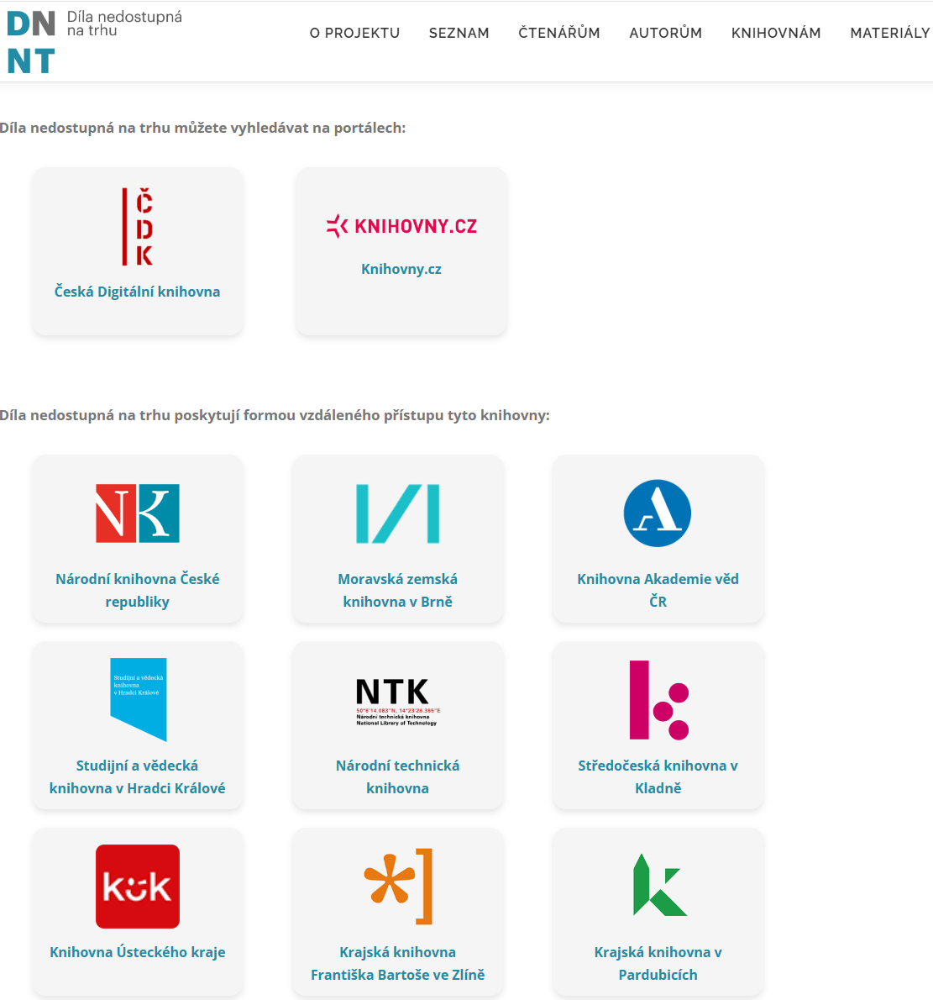 DN
NT
Díla nedostupná
na trhu
O PROJEKTU SEZNAM ČTENÁŘŮM AUTORŮM KNIHOVNÁM MATERIÁLY
Díla nedostupná na trhu můžete vyhledávat na portálech:
Č
D
K
KNIHOVNY.CZ
Česká Digitální knihovna
Knihovny.cz
Díla nedostupná na trhu poskytují formou vzdáleného přístupu tyto knihovny:
NK
Národní knihovna České
republiky
Moravská zemská
knihovna v Brně
A
Knihovna Akademie věd
ČR
Studijní a vědecká
knihovna
v Hradci Králové
Studijní a vědecká
knihovna v Hradci Králové
NTK
50°6'14.083"N, 14°23'26.365"E
Národní technická knihovna
National Library of Technology
Národní technická
knihovna
Středočeská knihovna v
Kladně
kük
Knihovna Ústeckého kraje
*]
Krajská knihovna
Františka Bartoše ve Zlíně
k
Krajská knihovna v
Pardubicích